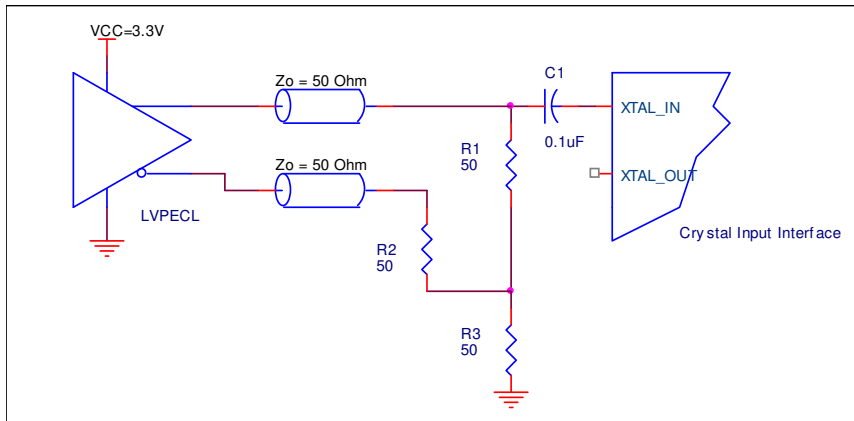 VCC=3.3V
Zo = 50 Ohm
C1
0.1uF
XTAL_IN
R1
50
Zo = 50 Ohm
XTAL_OUT
LVPECL
Crystal Input Interface
R2
50
R3
50